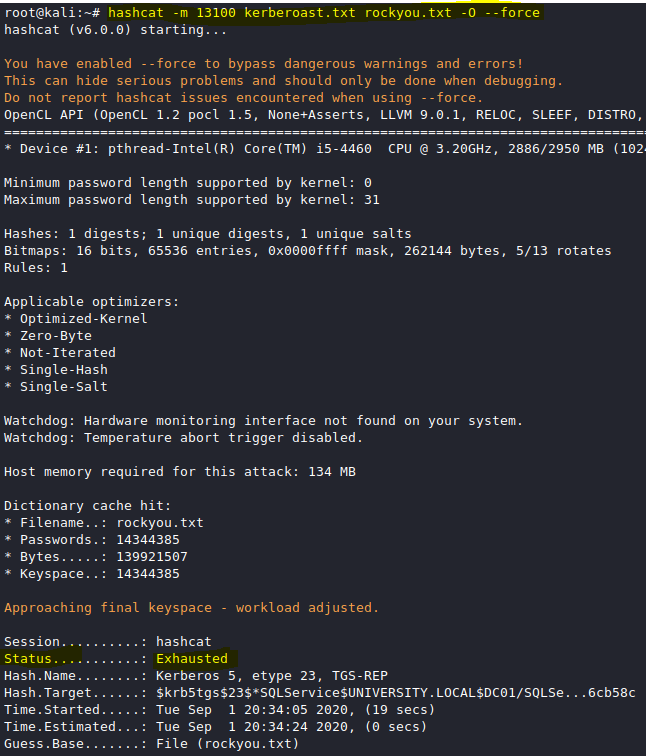 root@kali:~# hashcat -m 13100 kerberoast.txt rockyou.txt -O --force
hashcat (v6.0.0) starting...
You have enabled --force to bypass dangerous warnings and errors!
This can hide serious problems and should only be done when debugging.
Do not report hashcat issues encountered when using --force.
OpenCL API (OpenCL 1.2 pocl 1.5, None+Asserts, LLVM 9.0.1, RELOC, SLEEF, DISTRO,
================================================================================
* Device #1: pthread-Intel(R) Core(TM) i5-4460  CPU @ 3.20GHz, 2886/2950 MB (1024
Minimum password length supported by kernel: 0
Maximum password length supported by kernel: 31
Hashes: 1 digests; 1 unique digests, 1 unique salts
Bitmaps: 16 bits, 65536 entries, 0x0000ffff mask, 262144 bytes, 5/13 rotates
Rules: 1
Applicable optimizers:
* Optimized-Kernel
* Zero-Byte
* Not-Iterated
* Single-Hash
* Single-Salt
Watchdog: Hardware monitoring interface not found on your system.
Watchdog: Temperature abort trigger disabled.
Host memory required for this attack: 134 MB
Dictionary cache hit:
* Filename..: rockyou.txt
* Passwords.: 14344385
* Bytes.....: 139921507
* Keyspace..: 14344385
Approaching final keyspace - workload adjusted.
Session..........: hashcat
Status...........: Exhausted
Hash.Name........: Kerberos 5, etype 23, TGS-REP
Hash.Target......: $krb5tgs$23$*SQLService$UNIVERSITY.LOCAL$DC01/SQLSe...6cb58c
Time.Started.....: Tue Sep  1 20:34:05 2020, (19 secs)
Time.Estimated...: Tue Sep  1 20:34:24 2020, (0 secs)
Guess.Base.......: File (rockyou.txt)